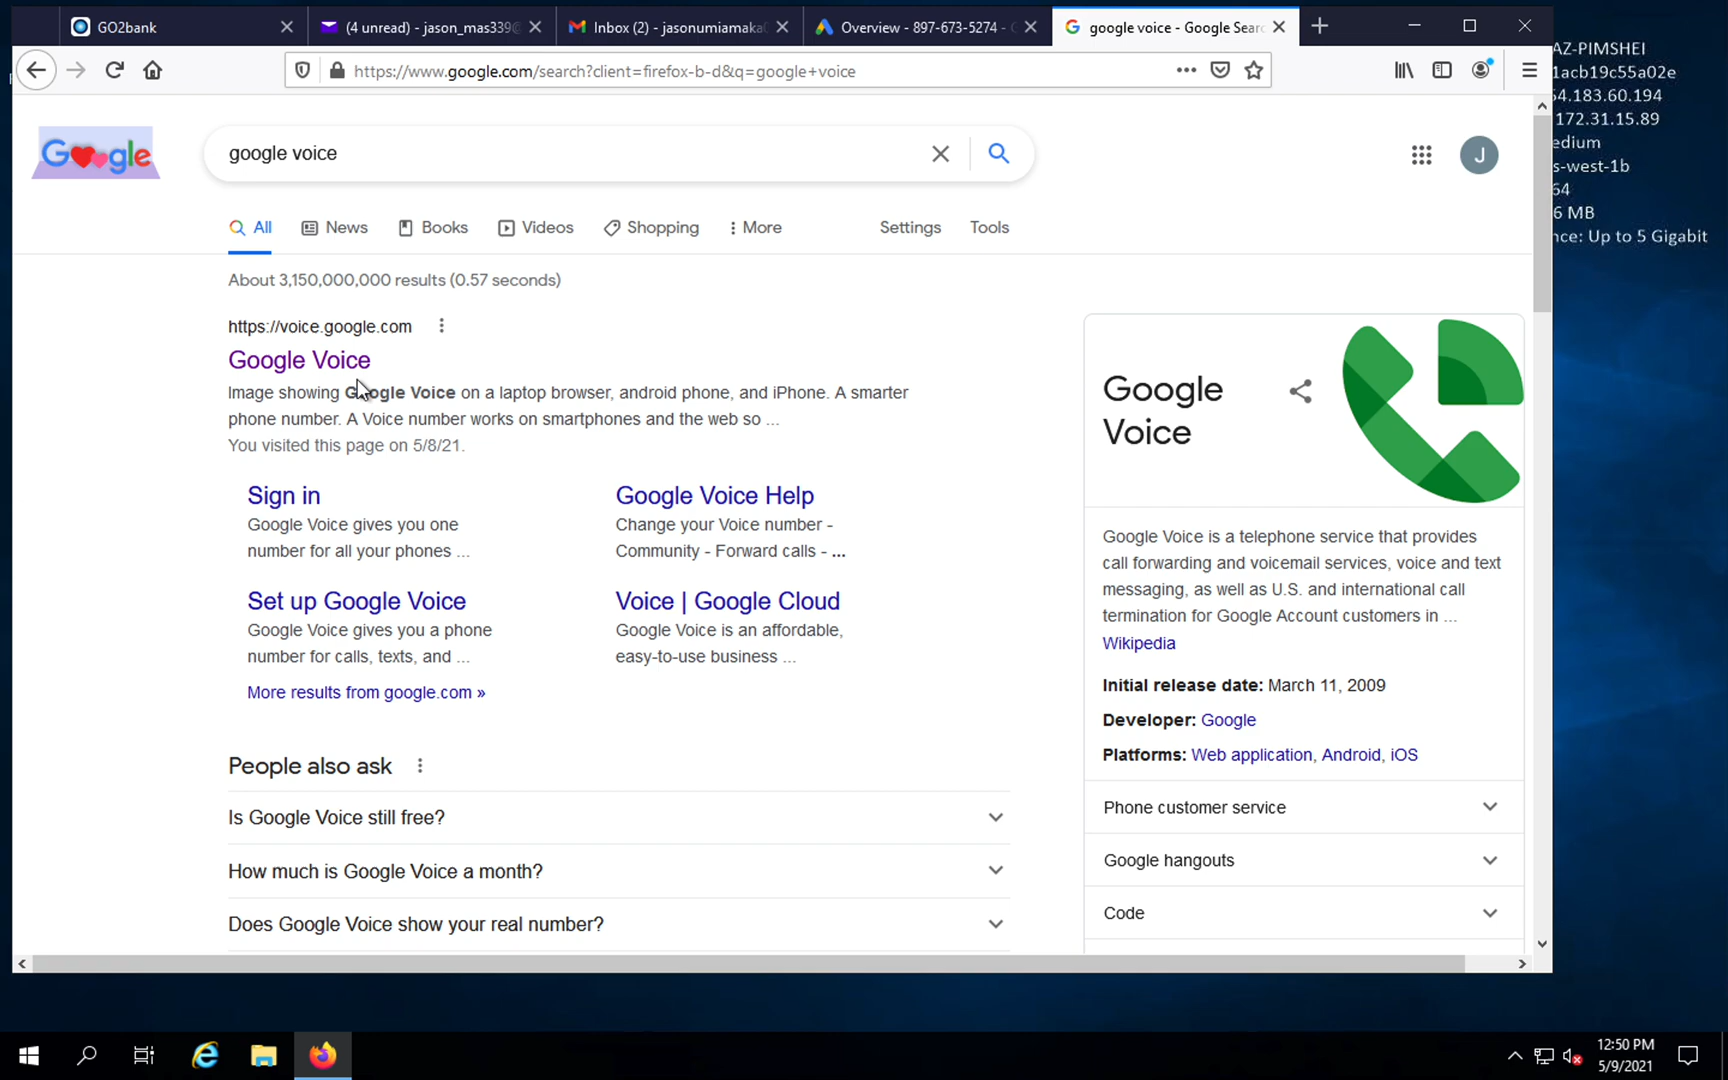 GO2bank
(4 unread) - jason_mas339@
Inbox (2) - jasonumiamaka
Overview - 897-673-5274 - G
google voice - Google Sear
https://www.google.com/search?client=firefox-b-d&q=google+voice
AZ-PIMSHEI
1acb19c55a02e
54.183.60.194
172.31.15.89
edium
s-west-1b
64
6 MB
nce: Up to 5 Gigabit
Google
google voice
J
All
News
Books
Videos
Shopping
More
Settings
Tools
About 3,150,000,000 results (0.57 seconds)
https://voice.google.com
Google Voice
Image showing Google Voice on a laptop browser, android phone, and iPhone. A smarter
phone number. A Voice number works on smartphones and the web so ...
You visited this page on 5/8/21.
Sign in
Google Voice gives you one
number for all your phones ...
Google Voice Help
Change your Voice number -
Community - Forward calls - ...
Set up Google Voice
Google Voice gives you a phone
number for calls, texts, and ...
Voice | Google Cloud
Google Voice is an affordable,
easy-to-use business ...
More results from google.com »
People also ask
Is Google Voice still free?
How much is Google Voice a month?
Does Google Voice show your real number?
Google
Voice
Google Voice is a telephone service that provides
call forwarding and voicemail services, voice and text
messaging, as well as U.S. and international call
termination for Google Account customers in ...
Wikipedia
Initial release date: March 11, 2009
Developer: Google
Platforms: Web application, Android, iOS
Phone customer service
Google hangouts
Code
12:50 PM
5/9/2021